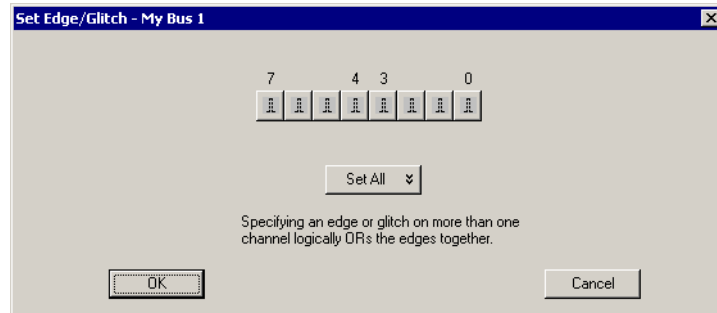 Set Edge/Glitch - My Bus 1
7 4 3 0
Set All
Specifying an edge or glitch on more than one
channel logically ORs the edges together.
OK Cancel